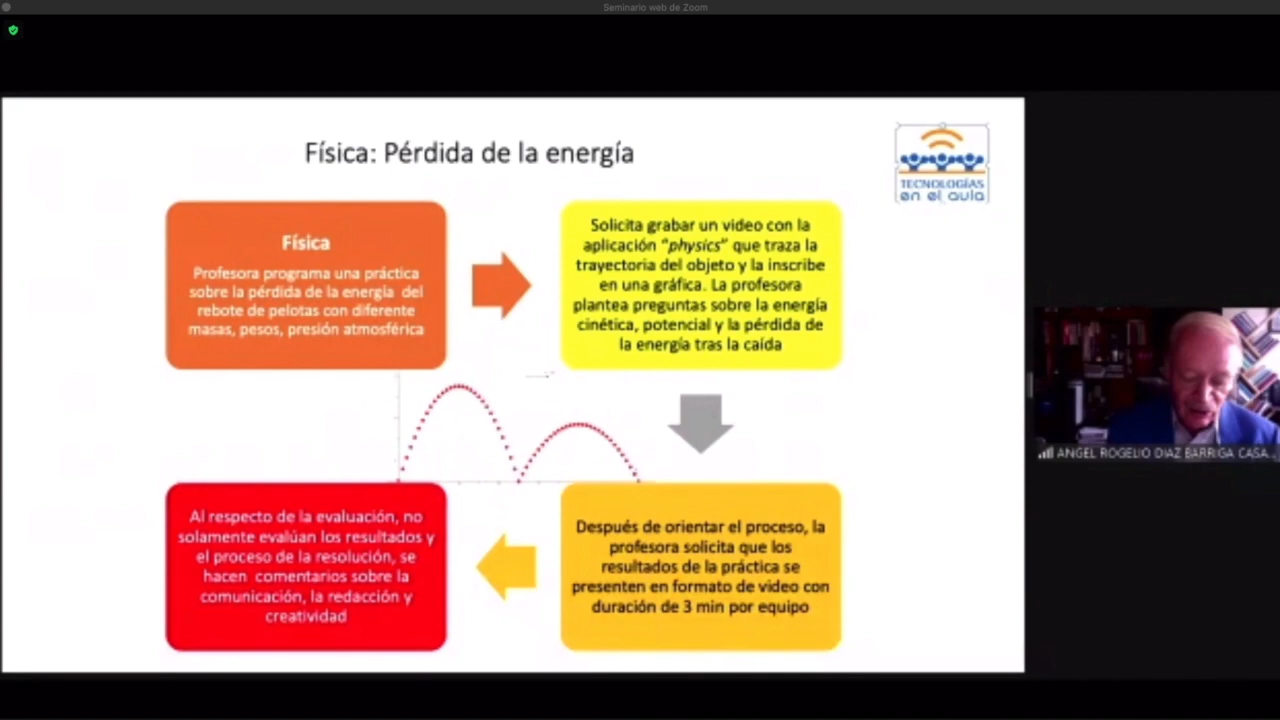 Seminario web de Zoom
Física: Pérdida de la energía
TECNOLOGÍAS
en el aula
Física
Profesora programa una práctica
sobre la pérdida de la energía del
rebote de pelotas con diferente
masas, pesos, presión atmosférica
Solicita grabar un video con la
aplicación “physics” que traza la
trayectoria del objeto y la inscribe
en una gráfica. La profesora
plantea preguntas sobre la energía
cinética, potencial y la pérdida de
la energía tras la caída
Después de orientar el proceso, la
profesora solicita que los
resultados de la práctica se
presenten en formato de video con
duración de 3 min por equipo
Al respecto de la evaluación, no
solamente evalúan los resultados y
el proceso de la resolución, se
hacen comentarios sobre la
comunicación, la redacción y
creatividad
ANGEL ROGELIO DIAZ BARRIGA CASA...